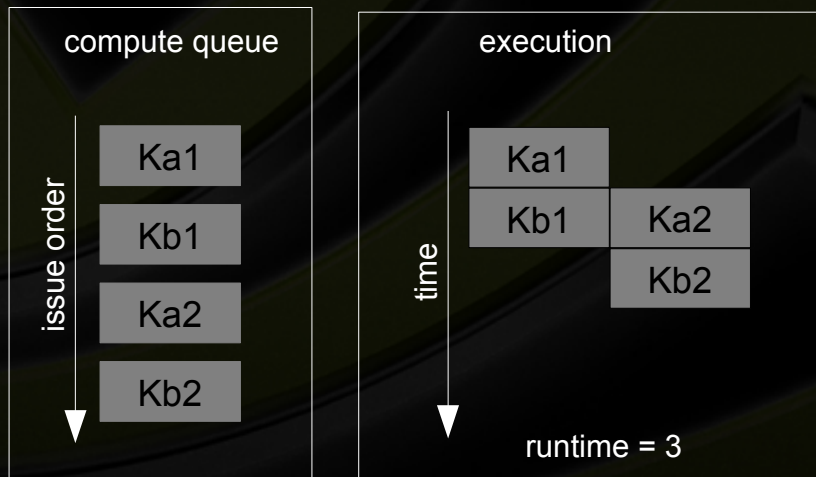 compute queue
issue order
Ka1
Kb1
Ka2
Kb2
execution
time
Ka1
Kb1 Ka2
Kb2
runtime = 3